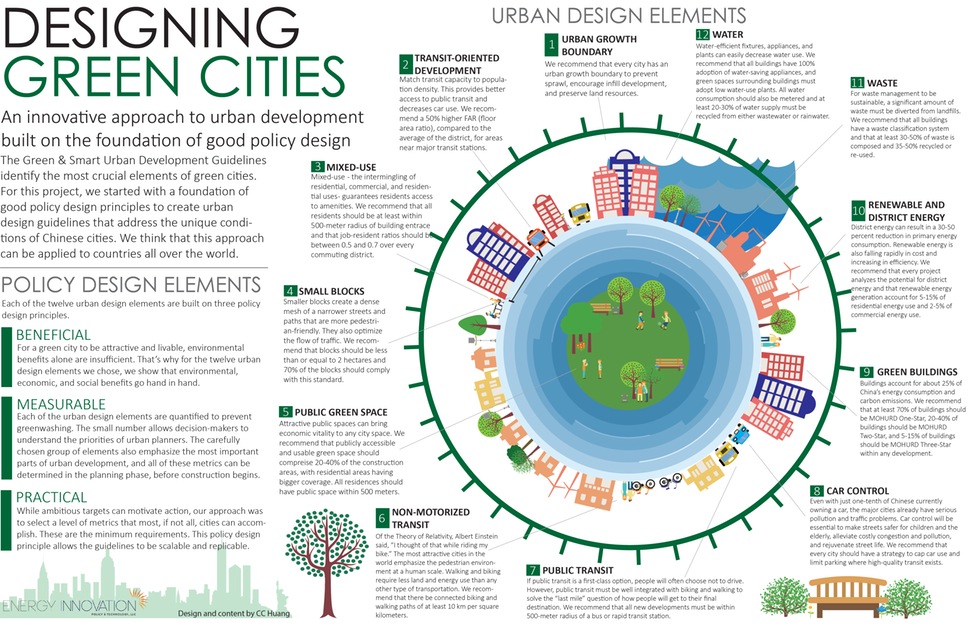 DESIGNING
GREEN CITIES
An innovative approach to urban development
built on the foundation of good policy design
The Green & Smart Urban Development Guidelines
identify the most crucial elements of green cities.
For this project, we started with a foundation of
good policy design principles to create urban
design guidelines that address the unique condi-
tions of Chinese cities. We think that this approach
can be applied to countries all over the world.
POLICY DESIGN ELEMENTS
Each of the twelve urban design elements are built on three policy
design principles.
BENEFICIAL
For a green city to be attractive and livable, environmental
benefits alone are insufficient. That's why for the twelve urban
design elements we chose, we show that environmental,
economic, and social benefits go hand in hand.
MEASURABLE
Each of the urban design elements are quantified to prevent
greenwashing. The small number allows decision-makers to
understand the priorities of urban planners. The carefully
chosen group of elements also emphasize the most important
parts of urban development, and all of these metrics can be
determined in the planning phase, before construction begins.
PRACTICAL
While ambitious targets can motivate action, our approach was
to select a level of metrics that most, if not all, cities can accom-
plish. These are the minimum requirements. This policy design
principle allows the guidelines to be scalable and replicable.
ENERGY INNOVATION
POLICY & TECHNOLOGY, LLC
Design and content by CC Huang
URBAN DESIGN ELEMENTS
1 URBAN GROWTH
BOUNDARY
We recommend that every city has an
urban growth boundary to prevent
sprawl, encourage infill development,
and preserve land resources.
2 TRANSIT-ORIENTED
DEVELOPMENT
Match transit capacity to popula-
tion density. This provides better
access to public transit and
decreases car use. We recom-
mend a 50% higher FAR (floor
area ratio), compared to the
average of the district, for areas
near major transit stations.
3 MIXED-USE
Mixed-use - the intermingling of
residential, commercial, and residen-
tial uses- guarantees residents access
to amenities. We recommend that all
residents should be at least within
500-meter radius of building entrace
and that job-resident ratios should be
between 0.5 and 0.7 over every
commuting district.
4 SMALL BLOCKS
Smaller blocks create a dense
mesh of a narrower streets and
paths that are more pedestri-
an-friendly. They also optimize
the flow of traffic. We recom-
mend that blocks should be less
than or equal to 2 hectares and
70% of the blocks should comply
with this standard.
5 PUBLIC GREEN SPACE
Attractive public spaces can bring
economic vitality to any city space. We
recommend that publicly accessible
and usable green space should
compreise 20-40% of the construction
areas, with residential areas having
bigger coverage. All residences should
have public space within 500 meters.
6 NON-MOTORIZED
TRANSIT
Of the Theory of Relativity, Albert Einstein
said, "I thought of that while riding my
bike." The most attractive cities in the
world emphasize the pedestrian environ-
ment at a human scale. Walking and biking
require less land and energy use than any
other type of transportation. We recom-
mend that there be connected biking and
walking paths of at least 10 km per square
kilometers.
7 PUBLIC TRANSIT
If public transit is a first-class option, people will often choose not to drive.
However, public transit must be well integrated with biking and walking to
solve the "last mile" question of how people will get to their final
destination. We recommend that all new developments must be within
500-meter radius of a bus or rapid transit station.
8 CAR CONTROL
Even with just one-tenth of Chinese currently
owning a car, the major cities already have serious
pollution and traffic problems. Car control will be
essential to make streets safer for children and the
elderly, alleviate costly congestion and pollution,
and rejuvenate street life. We recommend that
every city should have a strategy to cap car use and
limit parking where high-quality transit exists.
9 GREEN BUILDINGS
Buildings account for about 25% of
China's energy consumption and
carbon emissions. We recommend
that at least 70% of buildings should
be MOHURD One-Star, 20-40% of
buildings should be MOHURD
Two-Star, and 5-15% of buildings
should be MOHURD Three-Star
within any development.
10 RENEWABLE AND
DISTRICT ENERGY
District energy can result in a 30-50
percent reduction in primary energy
consumption. Renewable energy is
also falling rapidly in cost and
increasing in efficiency. We
recommend that every project
analyzes the potential for district
energy and that renewable energy
generation account for 5-15% of
residential energy use and 2-5% of
commercial energy use.
11 WASTE
For waste management to be
sustainable, a significant amount of
waste must be diverted from landfills.
We recommend that all buildings
have a waste classification system
and that at least 30-50% of waste is
composed and 35-50% recycled or
re-used.
12 WATER
Water-efficient fixtures, appliances, and
plants can easily decrease water use. We
recommend that all buildings have 100%
adoption of water-saving appliances, and
green spaces surrounding buildings must
adopt low water-use plants. All water
consumption should also be metered and at
least 20-30% of water supply must be
recycled from either wastewater or rainwater.